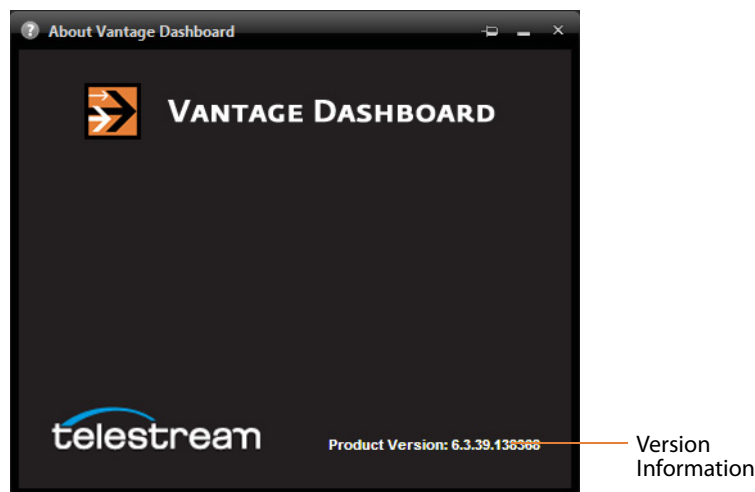 About Vantage Dashboard
VANTAGE DASHBOARD
telestream
Product Version: 6.3.39.138368
Version
Information